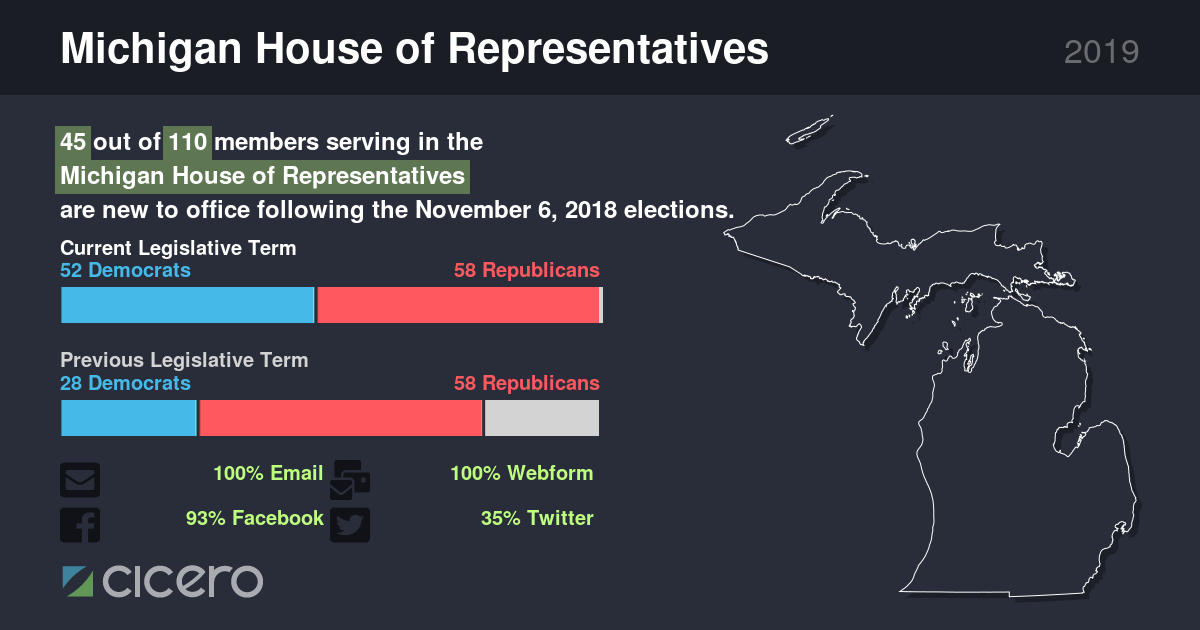 Michigan House of Representatives
2019
45 out of 110 members serving in the
Michigan House of Representatives
are new to office following the November 6, 2018 elections.
Current Legislative Term
52 Democrats 58 Republicans
Previous Legislative Term
28 Democrats 58 Republicans
100% Email 100% Webform
93% Facebook 35% Twitter
cicero